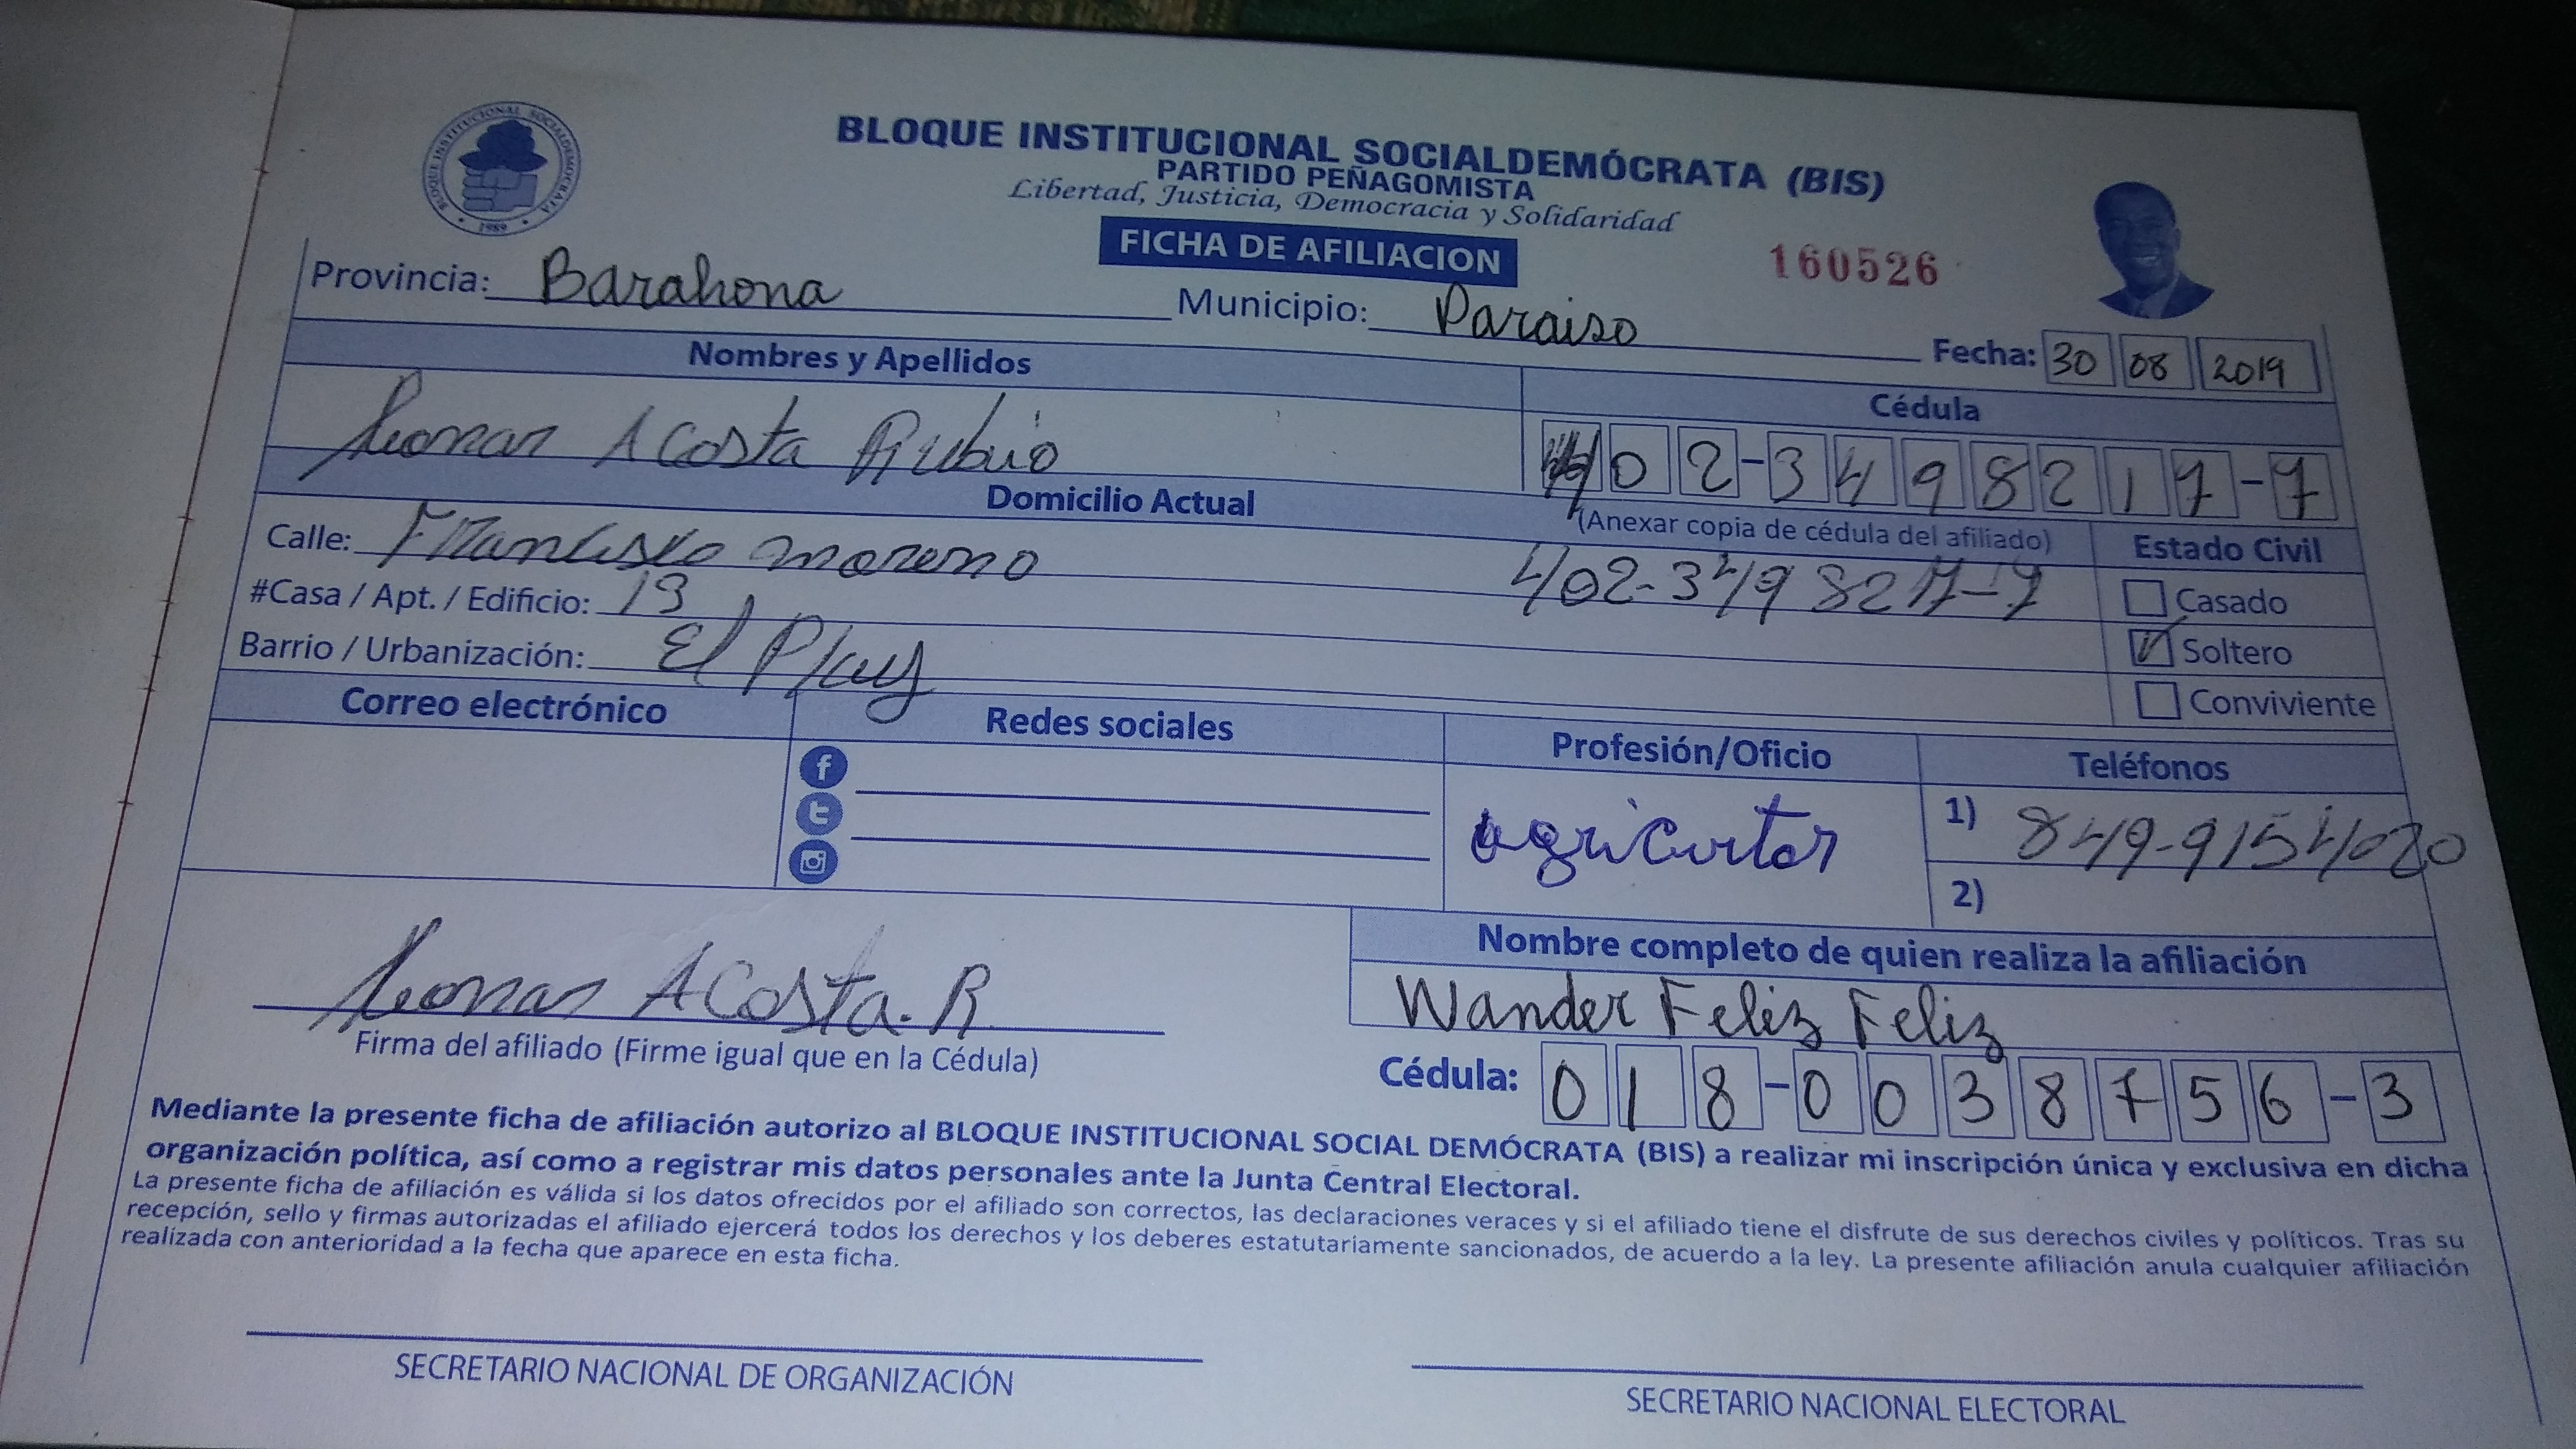 BLOQUE INSTITUCIONAL SOCIALDEMÓCRATA (BIS)
PARTIDO PEÑAGOMISTA
Libertad, Justicia, Democracia y Solidaridad
BLOQUE INSTITUCIONAL SOCIALDEMOCRATA
1989
FICHA DE AFILIACION
160526
Provincia: Barahona Municipio: Paraiso
Fecha: 30 08 2019
Nombres y Apellidos
Cédula
Acosta Rubio
402-3498217-7
Domicilio Actual
(Anexar copia de cédula del afiliado)
Estado Civil
Calle: Francisco moreno
402-3498217-7
Casado
#Casa / Apt. / Edificio: 13
Soltero
Barrio / Urbanización: El Play
Conviviente
Correo electrónico
Redes sociales
Profesión/Oficio
Teléfonos
agricurtor
1) 849-9154020
2)
Nombre completo de quien realiza la afiliación
Acosta. R
Wander Feliz Feliz
Firma del afiliado (Firme igual que en la Cédula)
Cédula: 018-0038756-3
Mediante la presente ficha de afiliación autorizo al BLOQUE INSTITUCIONAL SOCIAL DEMÓCRATA (BIS) a realizar mi inscripción única y exclusiva en dicha
organización política, así como a registrar mis datos personales ante la Junta Central Electoral.
La presente ficha de afiliación es válida si los datos ofrecidos por el afiliado son correctos, las declaraciones veraces y si el afiliado tiene el disfrute de sus derechos civiles y políticos. Tras su
recepción, sello y firmas autorizadas el afiliado ejercerá todos los derechos y los deberes estatutariamente sancionados, de acuerdo a la ley. La presente afiliación anula cualquier afiliación
realizada con anterioridad a la fecha que aparece en esta ficha.
SECRETARIO NACIONAL DE ORGANIZACIÓN
SECRETARIO NACIONAL ELECTORAL